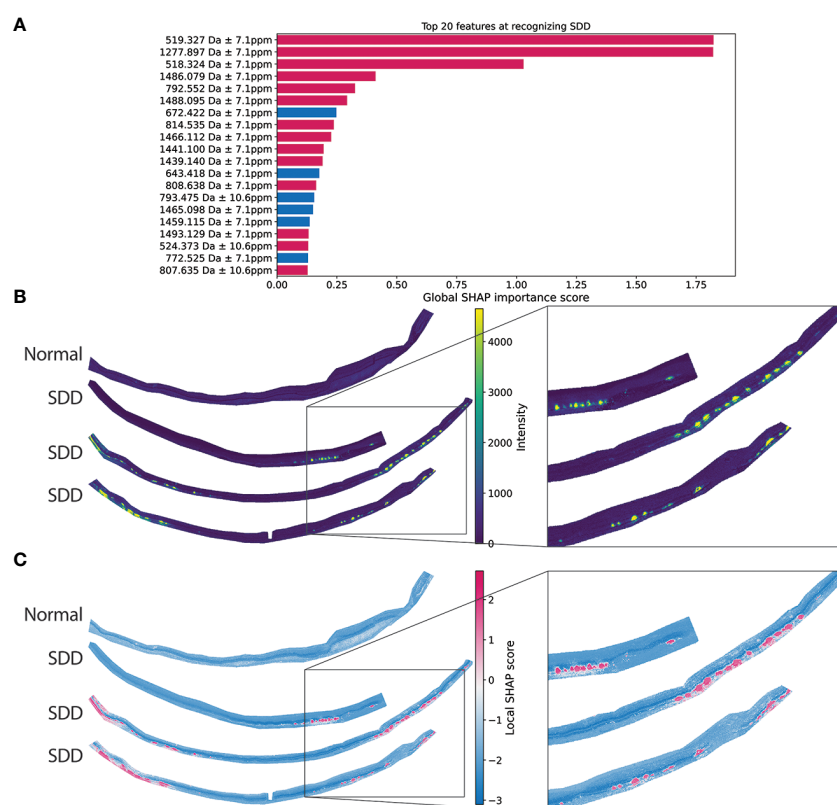 A
Top 20 features at recognizing SDD
519.327 Da ± 7.1ppm
1277.897 Da ± 7.1ppm
518.324 Da ± 7.1ppm
1486.079 Da ± 7.1ppm
792.552 Da ± 7.1ppm
1488.095 Da ± 7.1ppm
672.422 Da ± 7.1ppm
814.535 Da ± 7.1ppm
1466.112 Da ± 7.1ppm
1441.100 Da ± 7.1ppm
1439.140 Da ± 7.1ppm
643.418 Da ± 7.1ppm
808.638 Da ± 7.1ppm
793.475 Da ± 10.6ppm
1465.098 Da ± 7.1ppm
1459.115 Da ± 7.1ppm
1493.129 Da ± 7.1ppm
524.373 Da ± 10.6ppm
772.525 Da ± 7.1ppm
807.635 Da ± 10.6ppm
0.00 0.25 0.50 0.75 1.00 1.25 1.50 1.75
Global SHAP importance score
B
Normal
SDD
SDD
SDD
4000
3000
2000
1000
0
Intensity
C
Normal
SDD
SDD
SDD
2
1
0
−1
−2
−3
Local SHAP score